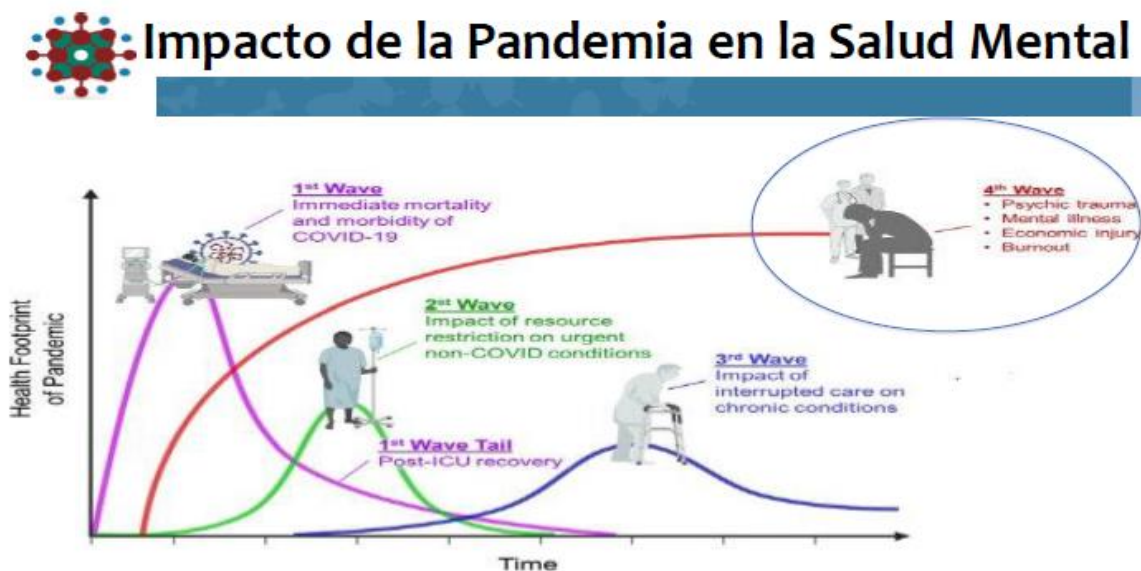 Impacto de la Pandemia en la Salud Mental
1st Wave
Immediate mortality
and morbidity of
COVID-19
4th Wave
• Psychic trauma
• Mental illness
• Economic injury
• Burnout
2nd Wave
Impact of resource
restriction on urgent
non-COVID conditions
3rd Wave
Impact of
interrupted care on
chronic conditions
1st Wave Tail
Post-ICU recovery
Health Footprint
of Pandemic
Time